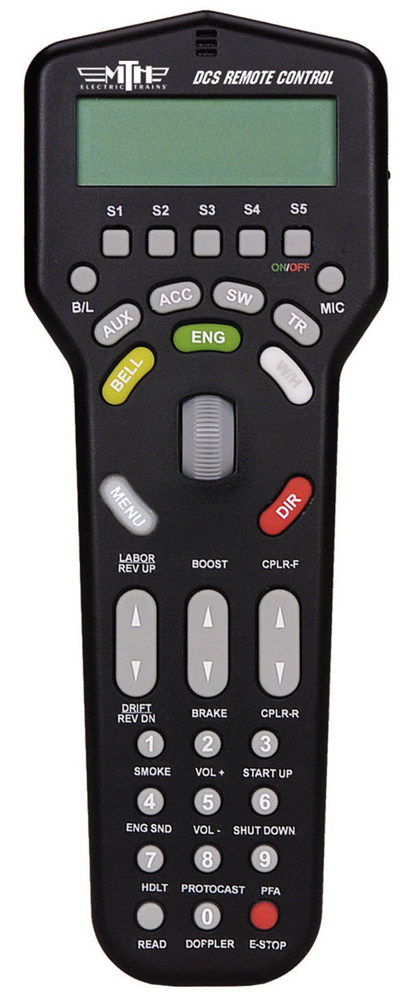 MTH
ELECTRIC TRAINS
DCS REMOTE CONTROL
S1 S2 S3 S4 S5
ON/OFF
B/L MIC
AUX ACC SW TR
ENG
BELL W/H
MENU DIR
LABOR BOOST CPLR-F
REV UP
DRIFT BRAKE CPLR-R
REV DN
1 2 3
SMOKE VOL + START UP
4 5 6
ENG SND VOL - SHUT DOWN
7 8 9
HDLT PROTOCAST PFA
0
READ DOPPLER E-STOP